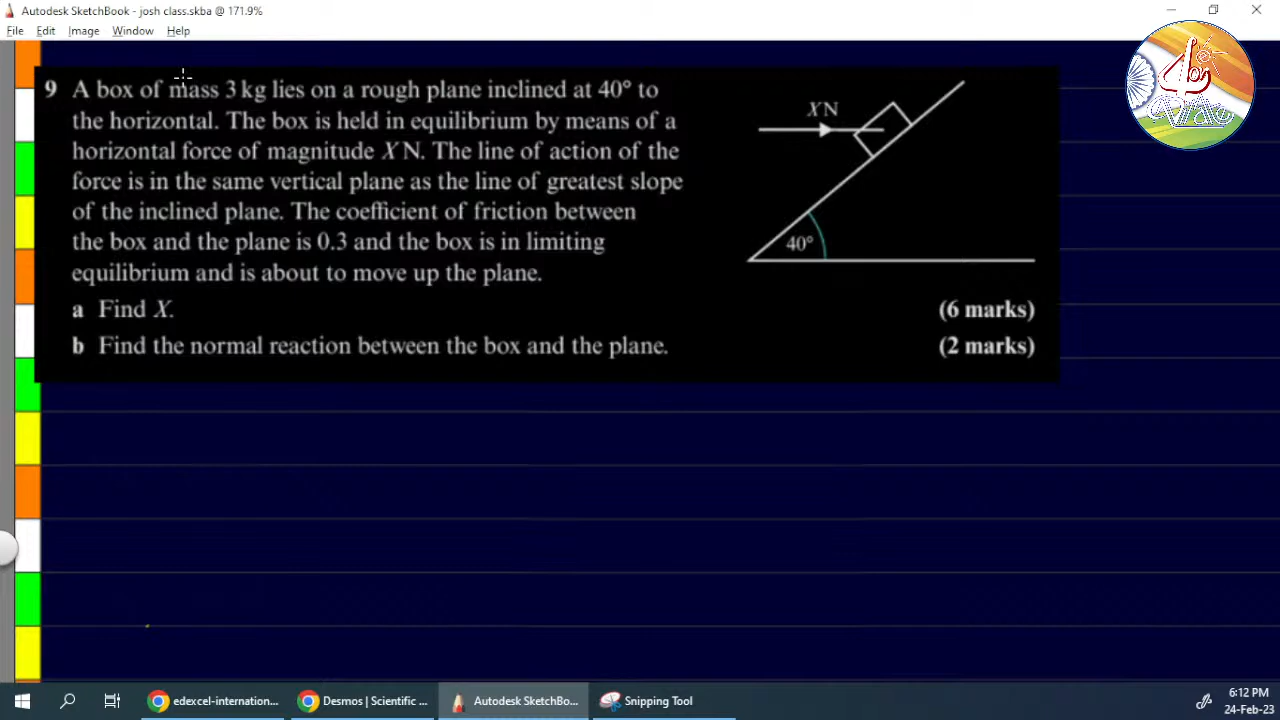 Autodesk SketchBook - josh class.skba @ 171.9%
File Edit Image Window Help
9 A box of mass 3 kg lies on a rough plane inclined at 40° to
the horizontal. The box is held in equilibrium by means of a
horizontal force of magnitude X N. The line of action of the
force is in the same vertical plane as the line of greatest slope
of the inclined plane. The coefficient of friction between
the box and the plane is 0.3 and the box is in limiting
equilibrium and is about to move up the plane.
X N
40°
a Find X. (6 marks)
b Find the normal reaction between the box and the plane. (2 marks)
edexcel-internation... Desmos | Scientific ... Autodesk SketchBo... Snipping Tool
6:12 PM
24-Feb-23